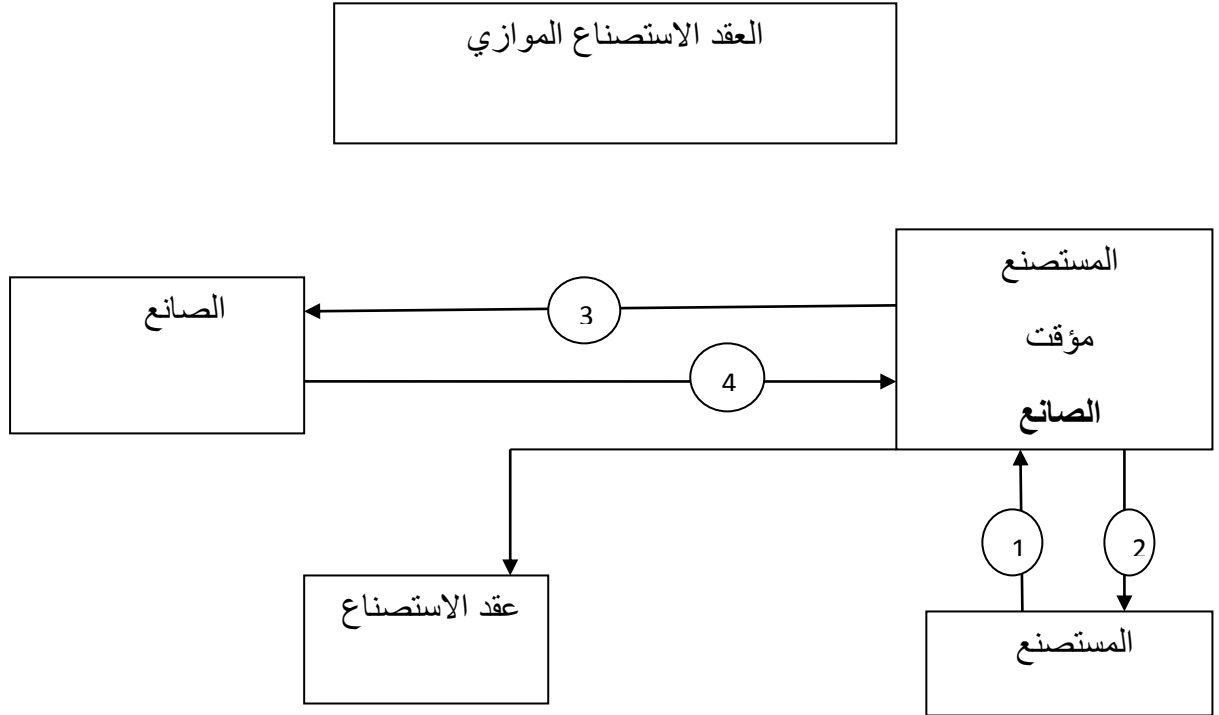 العقد الاستصناع الموازي
المستصنع
مؤقت
الصانع
الصانع
3
4
1
2
عقد الاستصناع
المستصنع